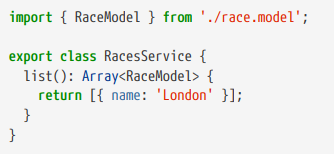 import { RaceModel } from './race.model';
export class RacesService {
list(): Array<RaceModel> {
return [{ name: 'London' }];
}
}